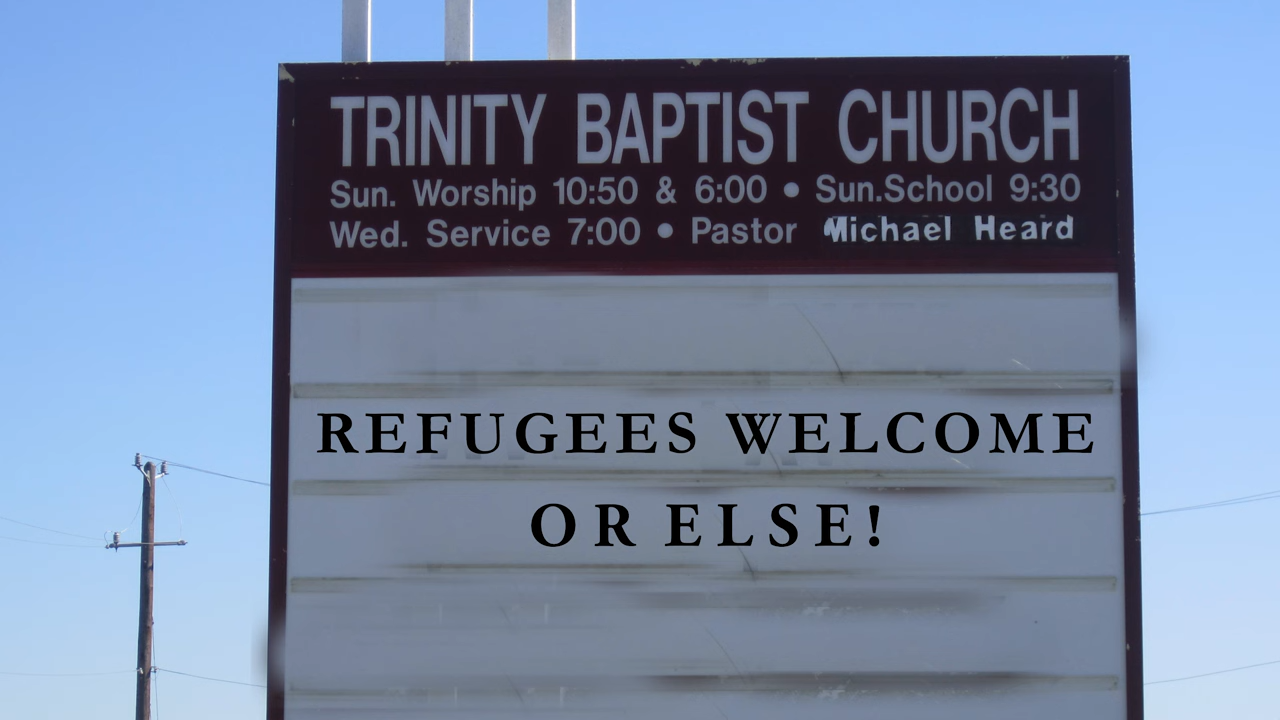 TRINITY BAPTIST CHURCH
Sun. Worship 10:50 & 6:00 • Sun.School 9:30
Wed. Service 7:00 • Pastor Michael Heard
REFUGEES WELCOME
OR ELSE!